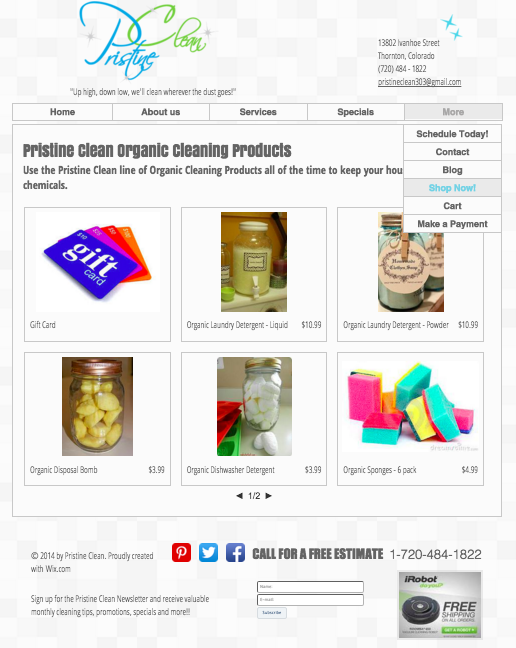 Pristine Clean
13802 Ivanhoe Street
Thornton, Colorado
(720) 484 - 1822
pristineclean303@gmail.com
"Up high, down low, we'll clean wherever the dust goes!"
Home
About us
Services
Specials
More
Schedule Today!
Contact
Blog
Shop Now!
Cart
Make a Payment
Pristine Clean Organic Cleaning Products
Use the Pristine Clean line of Organic Cleaning Products all of the time to keep your hou
chemicals.
gift
card
Gift Card
Organic Laundry Detergent - Liquid $10.99
Homemade
Clothes Soap
Organic Laundry Detergent - Powder $10.99
Organic Disposal Bomb $3.99
Organic Dishwasher Detergent $3.99
Organic Sponges - 6 pack $4.99
◀ 1/2 ▶
© 2014 by Pristine Clean. Proudly created
with Wix.com
CALL FOR A FREE ESTIMATE 1-720-484-1822
Sign up for the Pristine Clean Newsletter and receive valuable
monthly cleaning tips, promotions, specials and more!!!
Name
E-mail
Subscribe
iRobot
do you?
FREE
SHIPPING
ON ALL ORDERS
GET A ROBOT